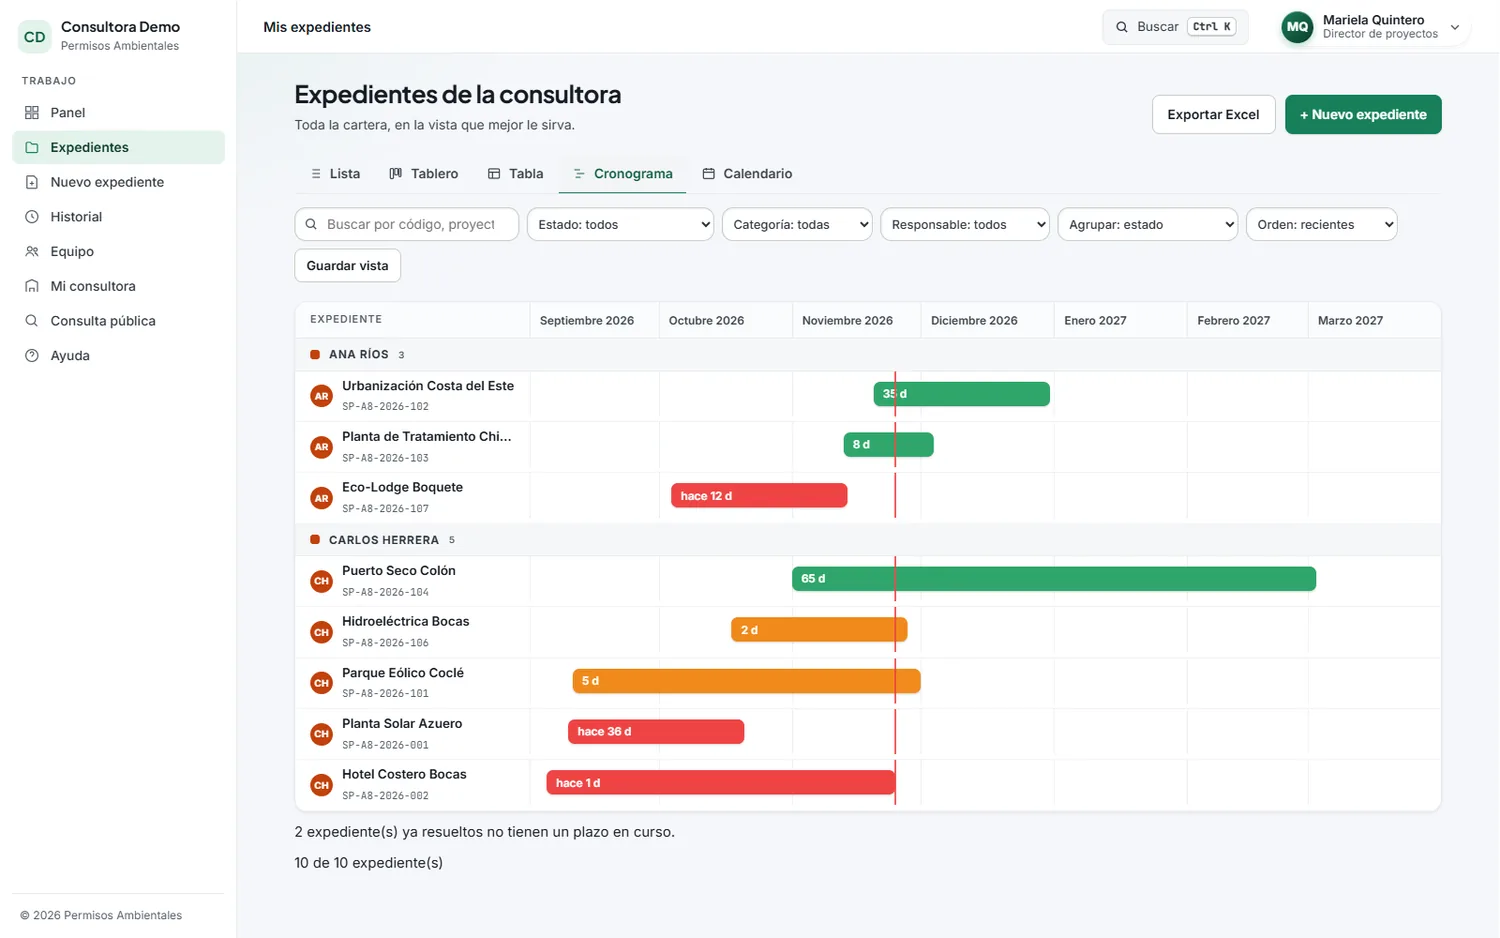 CD
Consultora Demo
Permisos Ambientales
Mis expedientes
Buscar
Ctrl K
MQ
Mariela Quintero
Director de proyectos
TRABAJO
Panel
Expedientes
Nuevo expediente
Historial
Equipo
Mi consultora
Consulta pública
Ayuda
Expedientes de la consultora
Toda la cartera, en la vista que mejor le sirva.
Exportar Excel
+ Nuevo expediente
Lista
Tablero
Tabla
Cronograma
Calendario
Buscar por código, proyect
Estado: todos
Categoría: todas
Responsable: todos
Agrupar: estado
Orden: recientes
Guardar vista
EXPEDIENTE
Septiembre 2026
Octubre 2026
Noviembre 2026
Diciembre 2026
Enero 2027
Febrero 2027
Marzo 2027
ANA RÍOS 3
AR
Urbanización Costa del Este
SP-A8-2026-102
35 d
AR
Planta de Tratamiento Chi...
SP-A8-2026-103
8 d
AR
Eco-Lodge Boquete
SP-A8-2026-107
hace 12 d
CARLOS HERRERA 5
CH
Puerto Seco Colón
SP-A8-2026-104
65 d
CH
Hidroeléctrica Bocas
SP-A8-2026-106
2 d
CH
Parque Eólico Coclé
SP-A8-2026-101
5 d
CH
Planta Solar Azuero
SP-A8-2026-001
hace 36 d
CH
Hotel Costero Bocas
SP-A8-2026-002
hace 1 d
2 expediente(s) ya resueltos no tienen un plazo en curso.
10 de 10 expediente(s)
© 2026 Permisos Ambientales